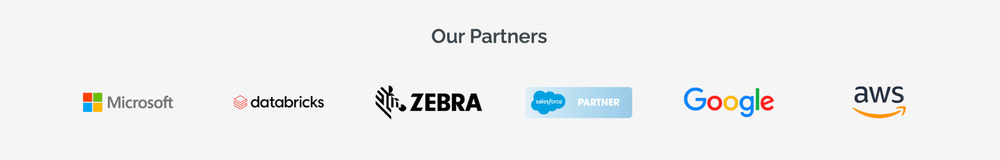 Our Partners
Microsoft
databricks
ZEBRA
salesforce PARTNER
Google
aws